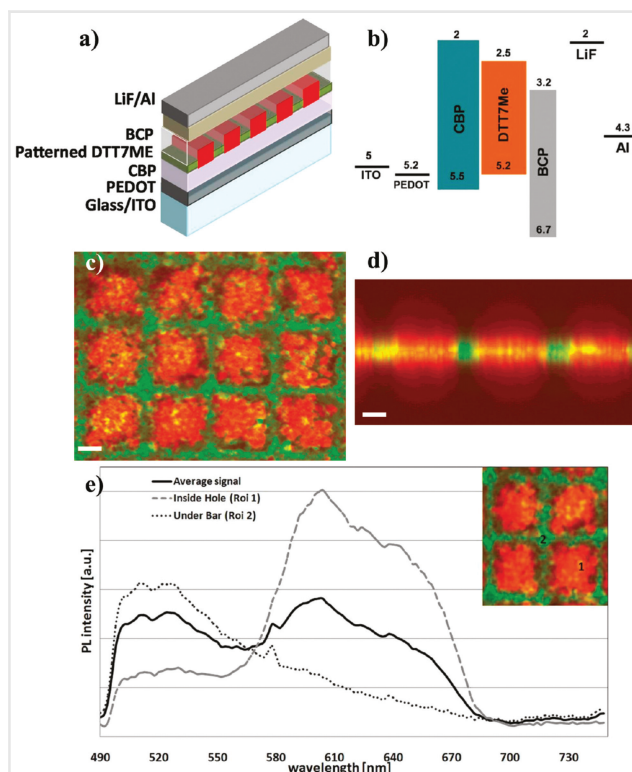 a)
LiF/Al
BCP
Patterned DTT7ME
CBP
PEDOT
Glass/ITO
b)
2
2
LiF
2.5
3.2
CBP
DTT7Me
BCP
4.3
Al
5
ITO
5.2
PEDOT
5.2
5.5
6.7
c)
d)
e)
Average signal
Inside Hole (RoI 1)
Under Bar (Roi 2)
2
1
PL intensity [a.u.]
490 520 550 580 610 640 670 700 730
wavelength [nm]